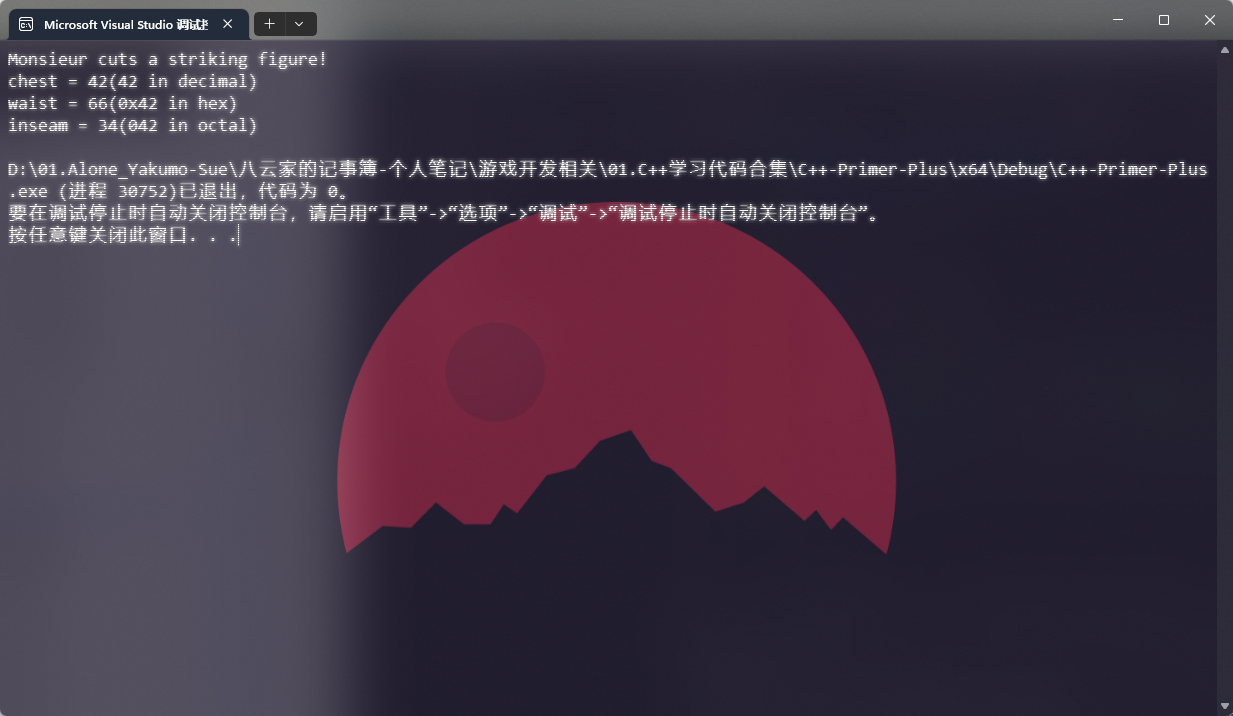 Microsoft Visual Studio 调试
Monsieur cuts a striking figure!
chest = 42(42 in decimal)
waist = 66(0x42 in hex)
inseam = 34(042 in octal)
D:\01.Alone_Yakumo-Sue\八云家的记事簿-个人笔记\游戏开发相关\01.C++学习代码合集\C++-Primer-Plus\x64\Debug\C++-Primer-Plus
.exe (进程 30752)已退出，代码为 0。
要在调试停止时自动关闭控制台，请启用“工具”->“选项”->“调试”->“调试停止时自动关闭控制台”。
按任意键关闭此窗口. . .